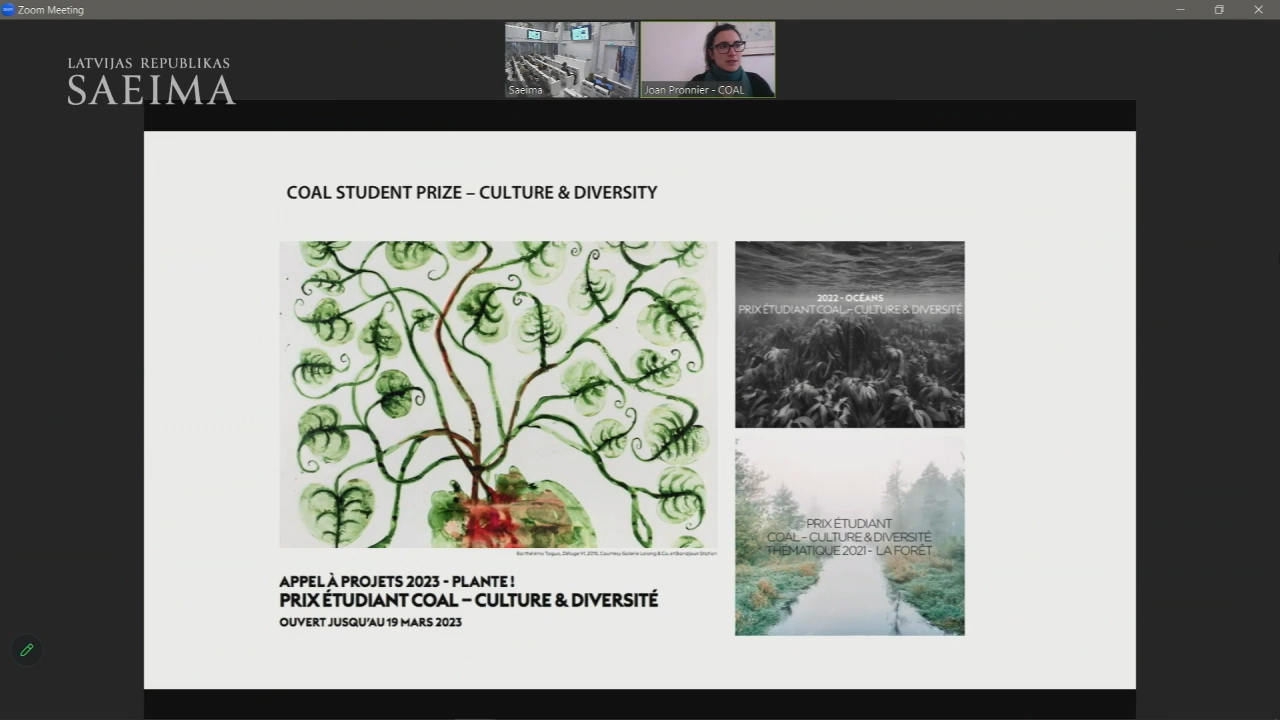 Zoom Meeting
LATVIJAS REPUBLIKAS
SAEIMA
Saeima
Joan Pronnier - COAL
COAL STUDENT PRIZE – CULTURE & DIVERSITY
2022 - OCÉANS
PRIX ÉTUDIANT COAL – CULTURE & DIVERSITÉ
PRIX ÉTUDIANT
COAL – CULTURE & DIVERSITÉ
THÉMATIQUE 2021 - LA FORÊT
APPEL À PROJETS 2023 - PLANTE !
PRIX ÉTUDIANT COAL – CULTURE & DIVERSITÉ
OUVERT JUSQU'AU 19 MARS 2023